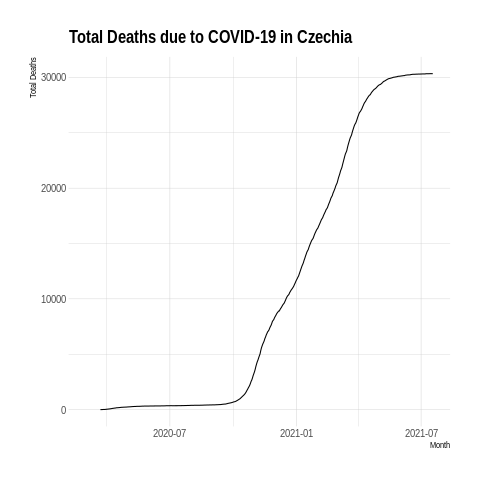 Total Deaths due to COVID-19 in Czechia
Total Deaths
30000
20000
10000
0
2020-07
2021-01
2021-07
Month